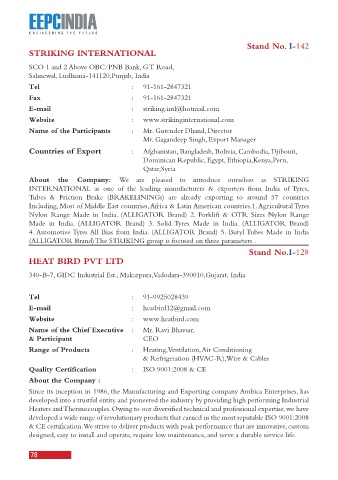 EEPCINDIA
ENGINEERING THE FUTURE
Stand No. I-142
STRIKING INTERNATIONAL
SCO 1 and 2 Above OBC/PNB Bank, G.T. Road,
Sahnewal, Ludhiana-141120,Punjab, India
Tel : 91-161-2847321
Fax : 91-161-2847321
E-mail : striking.intl@hotmail.com
Website : www.strikinginternational.com
Name of the Participants : Mr. Gurender Dhand, Director
Mr. Gagandeep Singh, Export Manager
Countries of Export : Afghanistan, Bangladesh, Bolivia, Cambodia, Djibouti,
Dominican Republic, Egypt, Ethiopia,Kenya,Peru,
Qatar,Syria
About the Company: We are pleased to introduce ourselves as STRIKING
INTERNATIONAL as one of the leading manufacturers & exporters from India of Tyres,
Tubes & Friction Brake (BRAKELININGs) are already exporting to around 57 countries
Including, Most of Middle East countries, Africa & Latin American countries.1. Agricultural Tyres
Nylon Range Made in India. (ALLIGATOR Brand) 2. Forklift & OTR Sizes Nylon Range
Made in India. (ALLIGATOR Brand) 3. Solid Tyres Made in India. (ALLIGATOR Brand)
4. Automotive Tyres All Bias from India. (ALLIGATOR Brand) 5. Butyl Tubes Made in India
(ALLIGATOR Brand) The STRIKING group is focused on three parameters .
Stand No.I-128
HEAT BIRD PVT LTD
340-B-7, GIDC Industrial Est., Makarpura,Vadodara-390010,Gujarat, India
Tel : 91-9925028439
E-mail : heatbird12@gmail.com
Website : www.heatbird.com
Name of the Chief Executive : Mr. Ravi Bhavsar,
& Participant CEO
Range of Products : Heating,Ventilation, Air Conditioning
& Refrigeration (HVAC-R),Wire & Cables
Quality Certification : ISO 9001:2008 & CE
About the Company :
Since its inception in 1986, the Manufacturing and Exporting company Ambica Enterprises, has
developed into a trustful entity and pioneered the industry by providing high performing Industrial
Heaters and Thermocouples. Owing to our diversified technical and professional expertise, we have
developed a wide range of revolutionary products that earned us the most reputable ISO 9001:2008
& CE certification. We strive to deliver products with peak performance that are innovative, custom
designed, easy to install and operate, require low maintenance, and serve a durable service life.
78